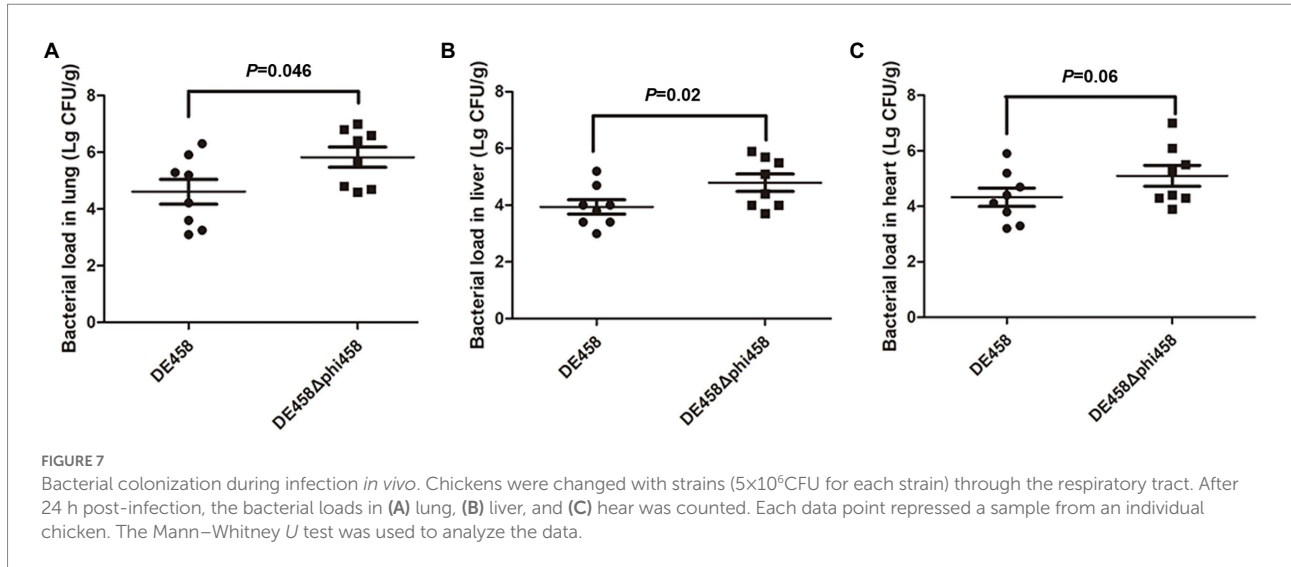 A
P=0.046
Bacterial load in lung (Lg CFU/g)
8
6
4
2
0
DE458
DE458Δphi458
B
P=0.02
Bacterial load in liver (Lg CFU/g)
8
6
4
2
0
DE458
DE458Δphi458
C
P=0.06
Bacterial load in heart (Lg CFU/g)
8
6
4
2
0
DE458
DE458Δphi458
FIGURE 7
Bacterial colonization during infection in vivo. Chickens were changed with strains (5×10⁶CFU for each strain) through the respiratory tract. After
24 h post-infection, the bacterial loads in (A) lung, (B) liver, and (C) hear was counted. Each data point repressed a sample from an individual
chicken. The Mann–Whitney U test was used to analyze the data.